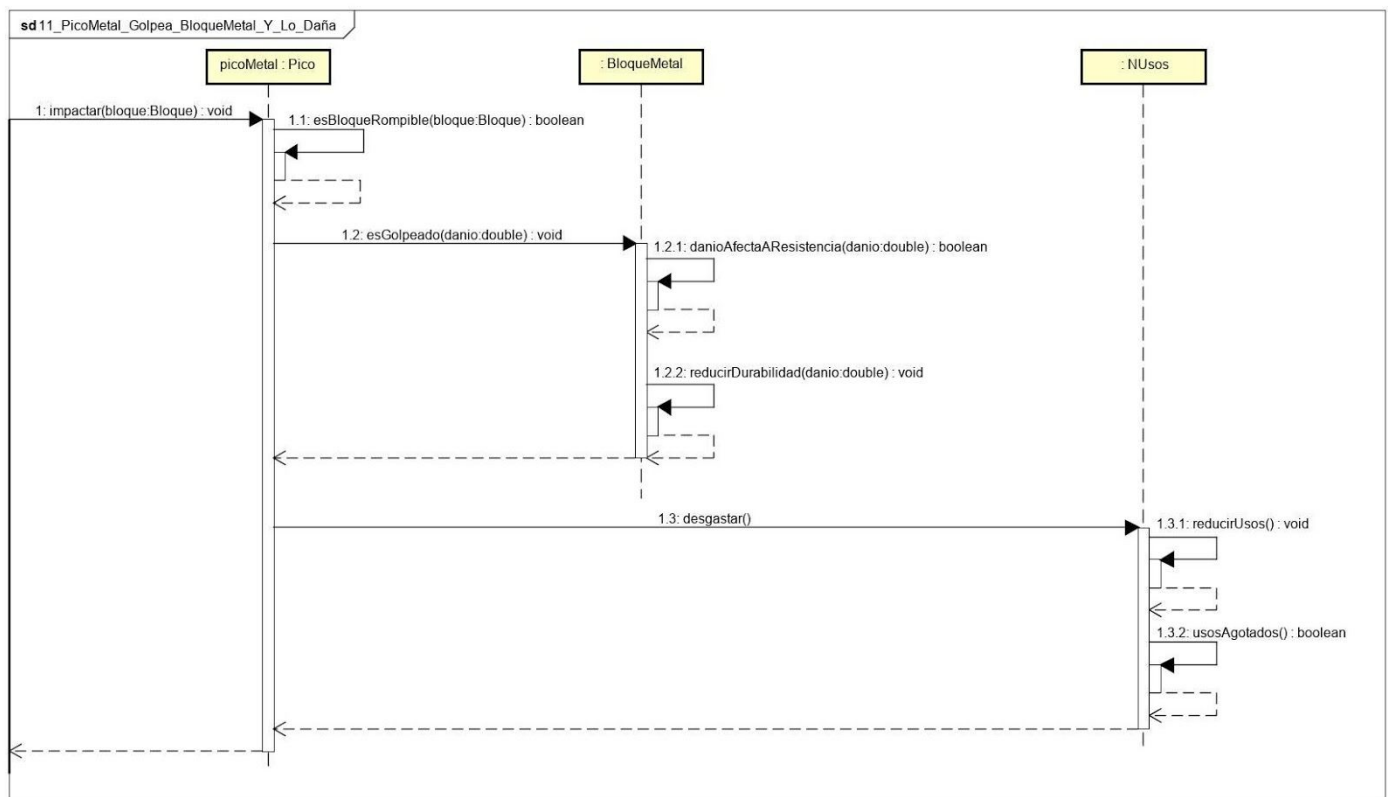 sd 11_PicoMetal_Golpea_BloqueMetal_Y_Lo_Daña
picoMetal : Pico
: BloqueMetal
: NUsos
1: impactar(bloque:Bloque) : void
1.1: esBloqueRompible(bloque:Bloque) : boolean
1.2: esGolpeado(danio:double) : void
1.2.1: danioAfectaAResistencia(danio:double) : boolean
1.2.2: reducirDurabilidad(danio:double) : void
1.3: desgastar()
1.3.1: reducirUsos() : void
1.3.2: usosAgotados() : boolean